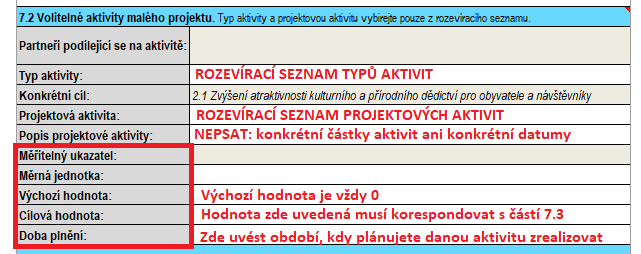 7.2 Volitelné aktivity malého projektu. Typ aktivity a projektovou aktivitu vybírejte pouze z rozevíracího seznamu.
Partneři podílející se na aktivitě:
Typ aktivity: ROZEVÍRACÍ SEZNAM TYPŮ AKTIVIT
Konkrétní cíl: 2.1 Zvýšení atraktivnosti kulturního a přírodního dědictví pro obyvatele a návštěvníky
Projektová aktivita: ROZEVÍRACÍ SEZNAM PROJEKTOVÝCH AKTIVIT
Popis projektové aktivity: NEPSAT: konkrétní částky aktivit ani konkrétní datumy
Měřitelný ukazatel:
Měrná jednotka:
Výchozí hodnota: Výchozí hodnota je vždy 0
Cílová hodnota: Hodnota zde uvedená musí korespondovat s částí 7.3
Doba plnění: Zde uvést období, kdy plánujete danou aktivitu zrealizovat